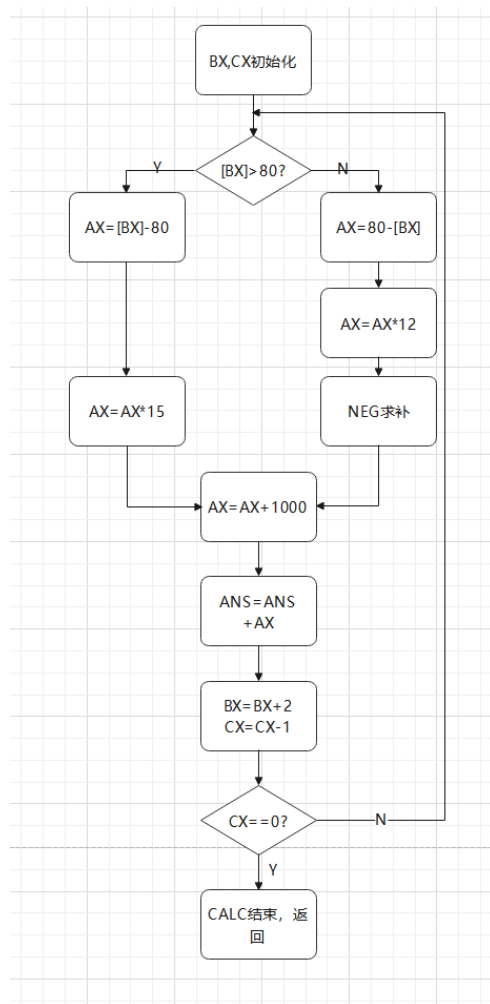 BX,CX初始化
[BX]>80?
Y
N
AX=[BX]-80
AX=80-[BX]
AX=AX*12
AX=AX*15
NEG求补
AX=AX+1000
ANS=ANS
+AX
BX=BX+2
CX=CX-1
CX==0?
N
Y
CALC结束，返
回